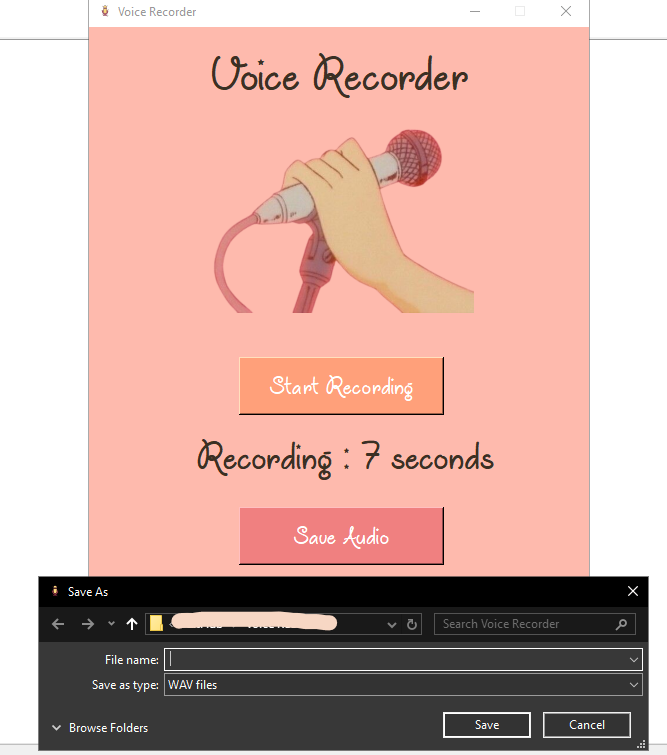 Voice Recorder
Voice Recorder
Start Recording
Recording : 7 seconds
Save Audio
Save As
Search Voice Recorder
File name:
Save as type: WAV files
Browse Folders
Save Cancel